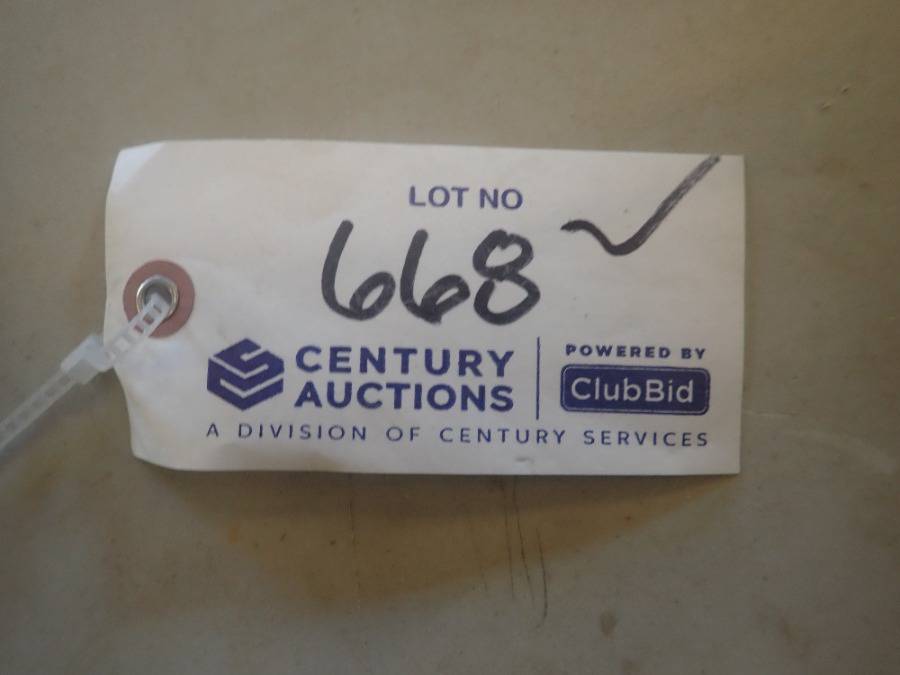 LOT NO
668 ✓
CENTURY
AUCTIONS
POWERED BY
ClubBid
A DIVISION OF CENTURY SERVICES